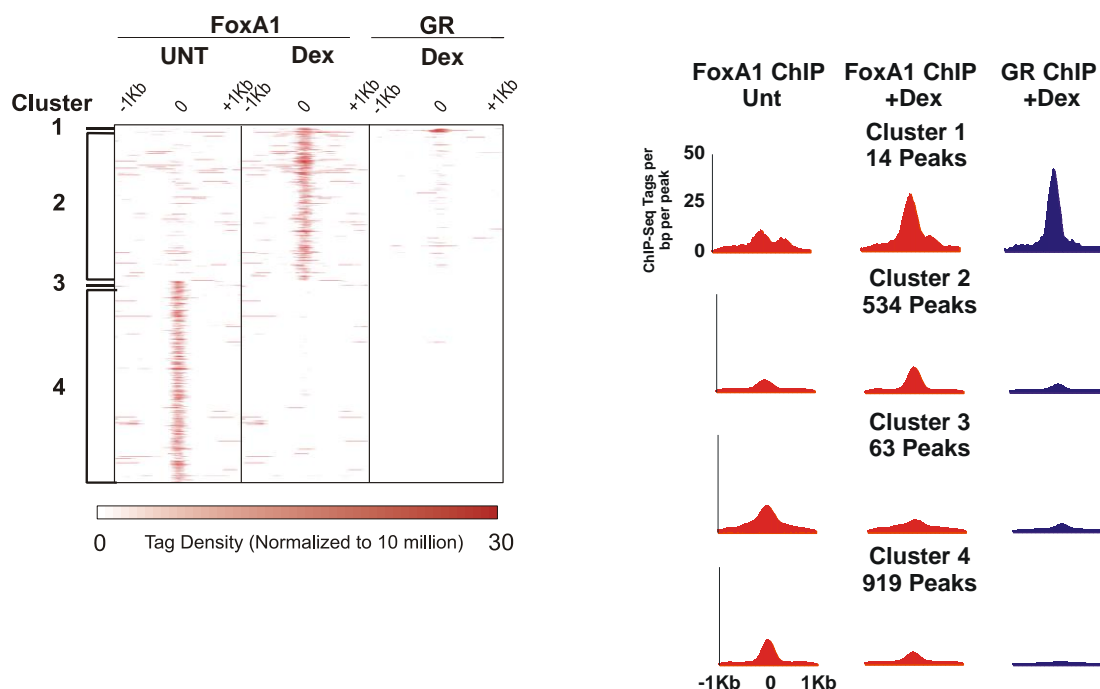 FoxA1 GR
UNT Dex Dex
Cluster -1Kb 0 +1Kb -1Kb 0 +1Kb 0 +1Kb
1
2
3
4
0 Tag Density (Normalized to 10 million) 30
FoxA1 ChIP FoxA1 ChIP GR ChIP
Unt +Dex +Dex
Cluster 1
14 Peaks
ChIP-Seq Tags per
bp per peak
50
25
0
Cluster 2
534 Peaks
Cluster 3
63 Peaks
Cluster 4
919 Peaks
-1Kb 0 1Kb